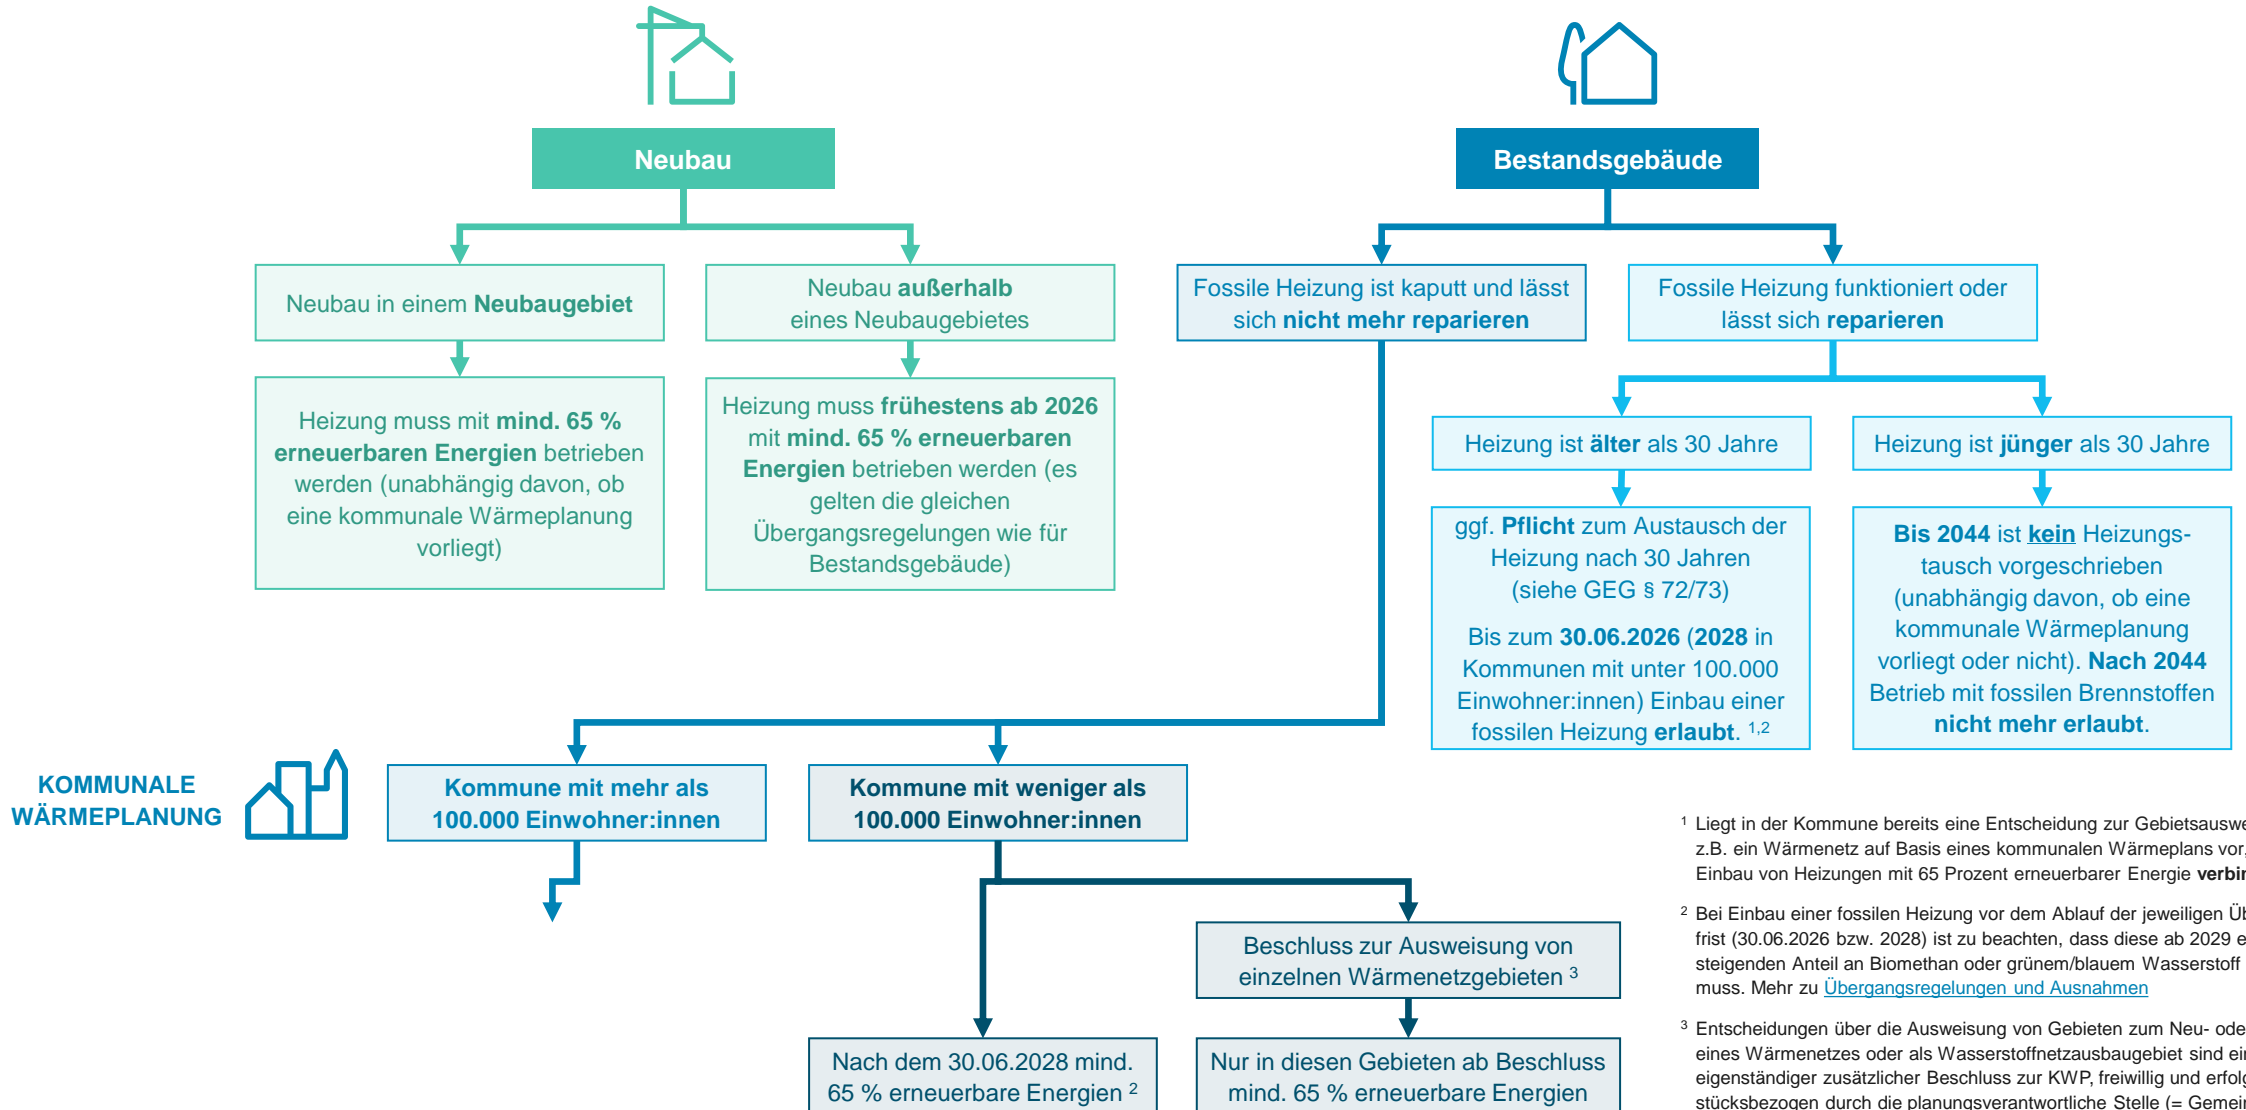 Neubau
Bestandsgebäude
Neubau in einem Neubaugebiet
Neubau außerhalb
eines Neubaugebietes
Fossile Heizung ist kaputt und lässt
sich nicht mehr reparieren
Fossile Heizung funktioniert oder
lässt sich reparieren
Heizung muss mit mind. 65 %
erneuerbaren Energien betrieben
werden (unabhängig davon, ob
eine kommunale Wärmeplanung
vorliegt)
Heizung muss frühestens ab 2026
mit mind. 65 % erneuerbaren
Energien betrieben werden (es
gelten die gleichen
Übergangsregelungen wie für
Bestandsgebäude)
Heizung ist älter als 30 Jahre
Heizung ist jünger als 30 Jahre
ggf. Pflicht zum Austausch der
Heizung nach 30 Jahren
(siehe GEG § 72/73)
Bis zum 30.06.2026 (2028 in
Kommunen mit unter 100.000
Einwohner:innen) Einbau einer
fossilen Heizung erlaubt. 1,2
Bis 2044 ist kein Heizungs-
tausch vorgeschrieben
(unabhängig davon, ob eine
kommunale Wärmeplanung
vorliegt oder nicht). Nach 2044
Betrieb mit fossilen Brennstoffen
nicht mehr erlaubt.
KOMMUNALE
WÄRMEPLANUNG
Kommune mit mehr als
100.000 Einwohner:innen
Kommune mit weniger als
100.000 Einwohner:innen
Beschluss zur Ausweisung von
einzelnen Wärmenetzgebieten 3
Nach dem 30.06.2028 mind.
65 % erneuerbare Energien 2
Nur in diesen Gebieten ab Beschluss
mind. 65 % erneuerbare Energien
1 Liegt in der Kommune bereits eine Entscheidung zur
z.B. ein Wärmenetz auf Basis eines kommunalen Wärmeplans vor,
Einbau von Heizungen mit 65 Prozent erneuerbarer Energie
2 Bei Einbau einer fossilen Heizung vor dem Ablauf der jeweiligen
frist (30.06.2026 bzw. 2028) ist zu beachten, dass diese ab 2029
steigenden Anteil an Biomethan oder grünem/blauem Wasserstoff
muss. Mehr zu Übergangsregelungen und Ausnahmen
3 Entscheidungen über die Ausweisung von Gebieten zum Neu-
eines Wärmenetzes oder als Wasserstoffnetzausbaugebiet sind
eigenständiger zusätzlicher Beschluss zur KWP, freiwillig und
stücksbezogen durch die planungsverantwortliche Stelle (=